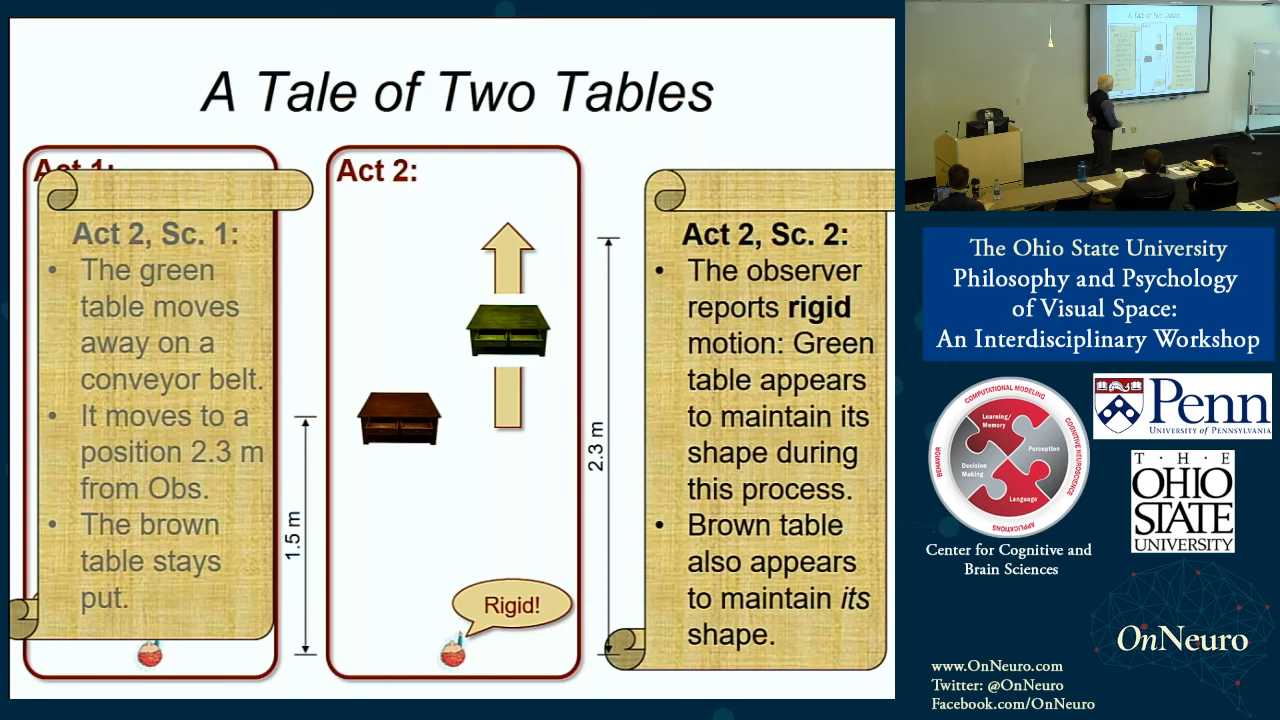 A Tale of Two Tables
Act 1:
Act 2, Sc. 1:
• The green
table moves
away on a
conveyor belt.
• It moves to a
position 2.3 m
from Obs.
• The brown
table stays
put.
1.5 m
Act 2:
Rigid!
2.3 m
Act 2, Sc. 2:
• The observer
reports rigid
motion: Green
table appears
to maintain its
shape during
this process.
• Brown table
also appears
to maintain its
shape.
A Tale of Two Tables
The Ohio State University
Philosophy and Psychology
of Visual Space:
An Interdisciplinary Workshop
COMPUTATIONAL MODELING
COGNITIVE NEUROSCIENCE
APPLICATIONS
BEHAVIOR
Learning/
Memory
Perception
Decision
Making
Language
Center for Cognitive and
Brain Sciences
Penn
UNIVERSITY of PENNSYLVANIA
T · H · E
OHIO
STATE
UNIVERSITY
OnNeuro
www.OnNeuro.com
Twitter: @OnNeuro
Facebook.com/OnNeuro